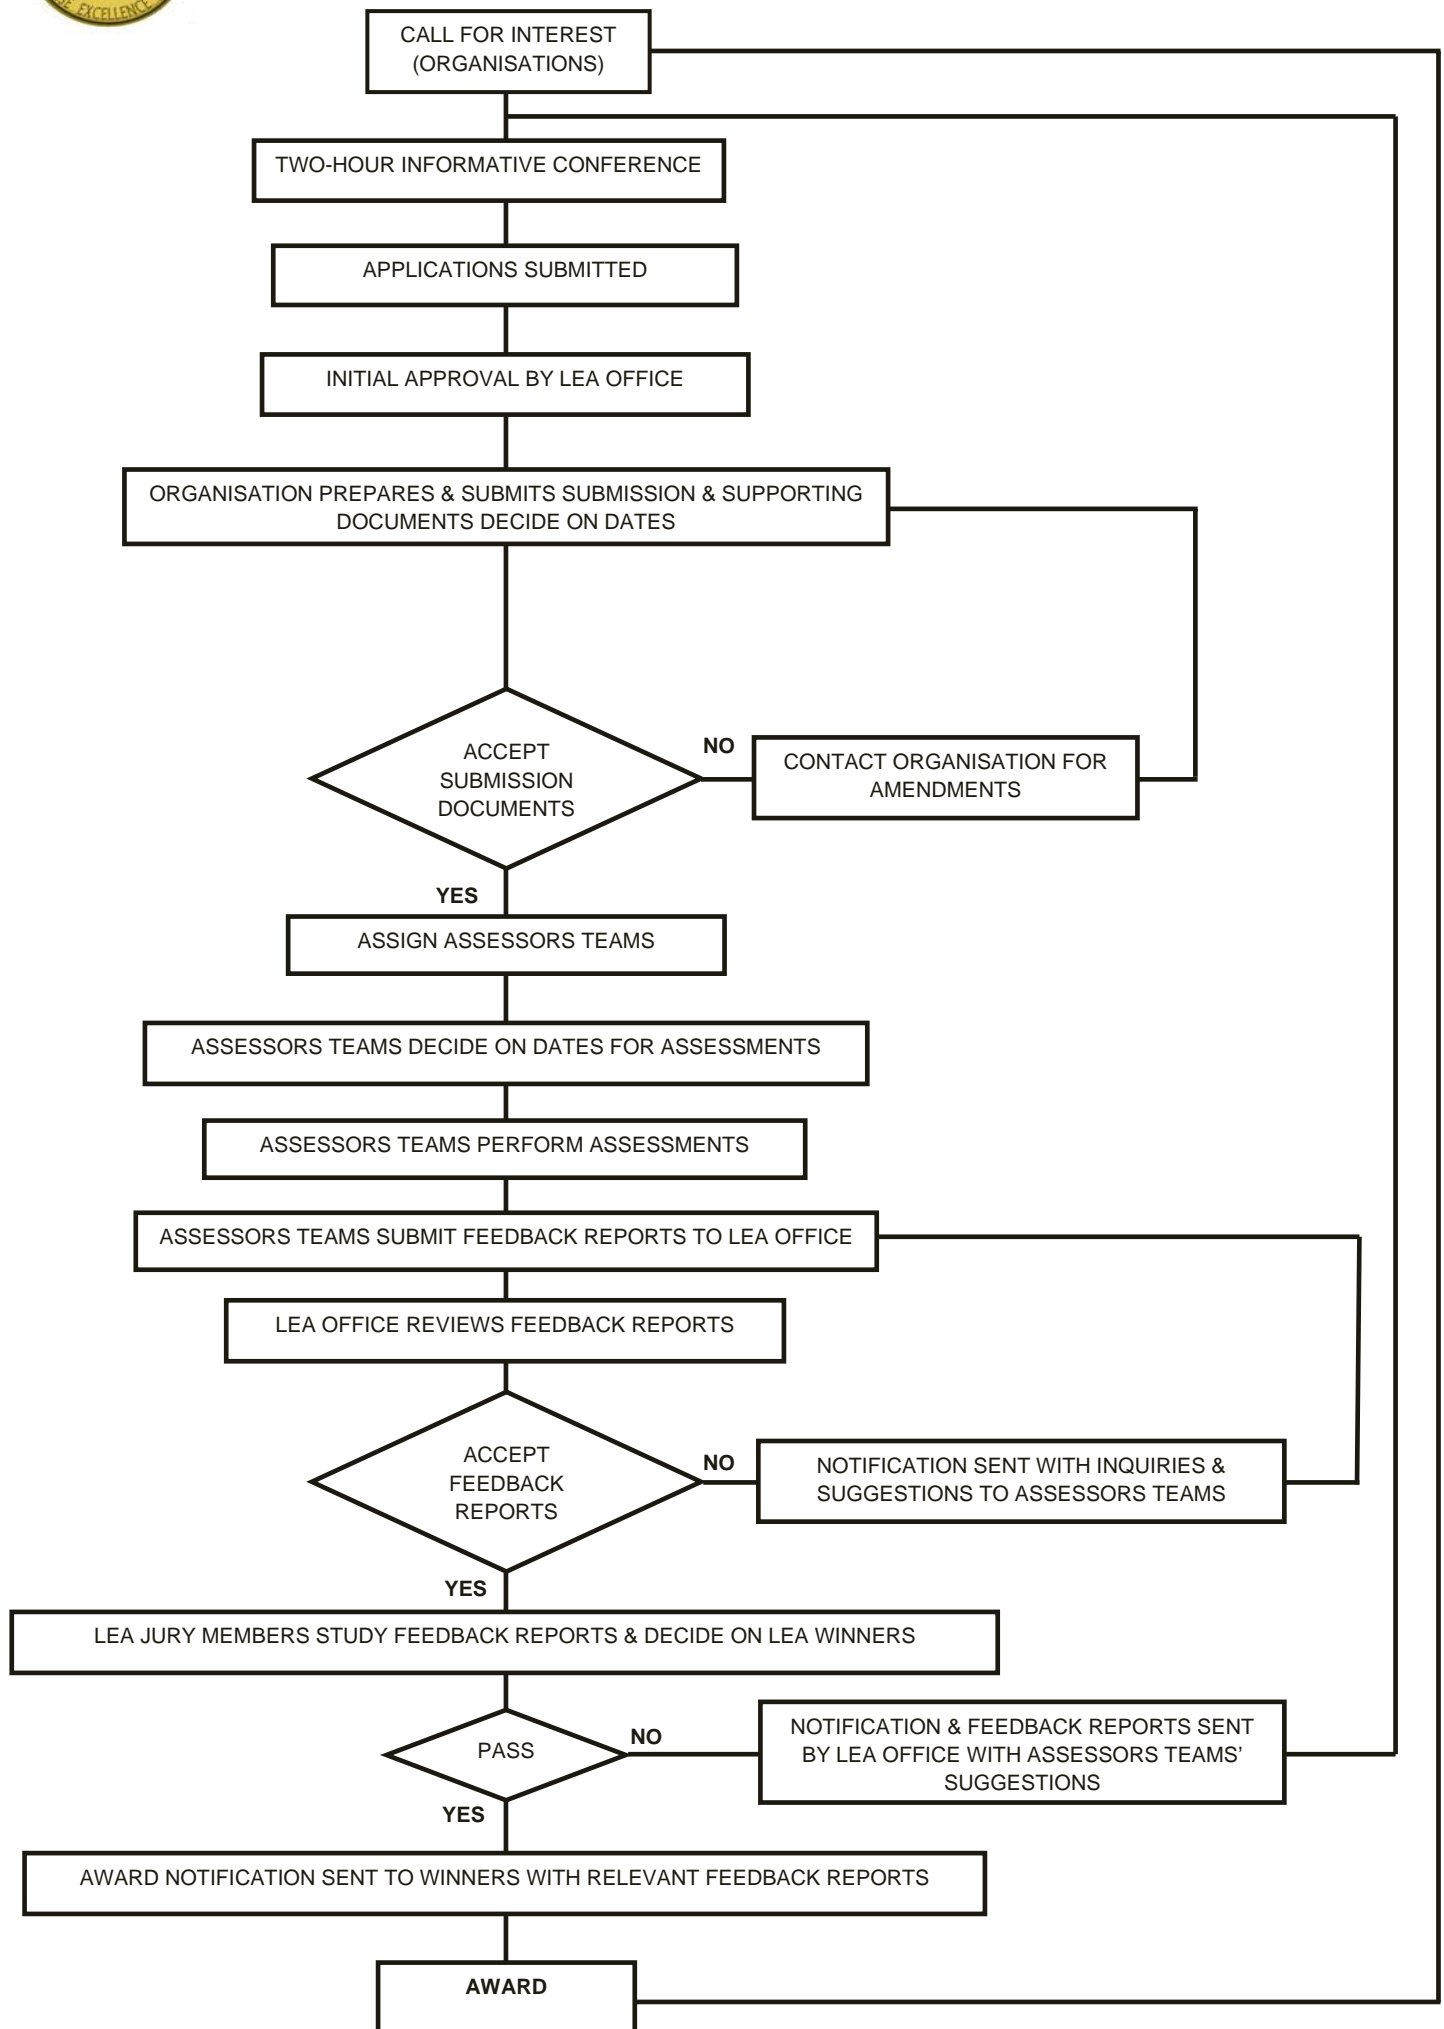 EXCELLENCE
CALL FOR INTEREST
(ORGANISATIONS)
TWO-HOUR INFORMATIVE CONFERENCE
APPLICATIONS SUBMITTED
INITIAL APPROVAL BY LEA OFFICE
ORGANISATION PREPARES & SUBMITS SUBMISSION & SUPPORTING
DOCUMENTS DECIDE ON DATES
ACCEPT
SUBMISSION
DOCUMENTS
NO
CONTACT ORGANISATION FOR
AMENDMENTS
YES
ASSIGN ASSESSORS TEAMS
ASSESSORS TEAMS DECIDE ON DATES FOR ASSESSMENTS
ASSESSORS TEAMS PERFORM ASSESSMENTS
ASSESSORS TEAMS SUBMIT FEEDBACK REPORTS TO LEA OFFICE
LEA OFFICE REVIEWS FEEDBACK REPORTS
ACCEPT
FEEDBACK
REPORTS
NO
NOTIFICATION SENT WITH INQUIRIES &
SUGGESTIONS TO ASSESSORS TEAMS
YES
LEA JURY MEMBERS STUDY FEEDBACK REPORTS & DECIDE ON LEA WINNERS
PASS
NO
NOTIFICATION & FEEDBACK REPORTS SENT
BY LEA OFFICE WITH ASSESSORS TEAMS’
SUGGESTIONS
YES
AWARD NOTIFICATION SENT TO WINNERS WITH RELEVANT FEEDBACK REPORTS
AWARD